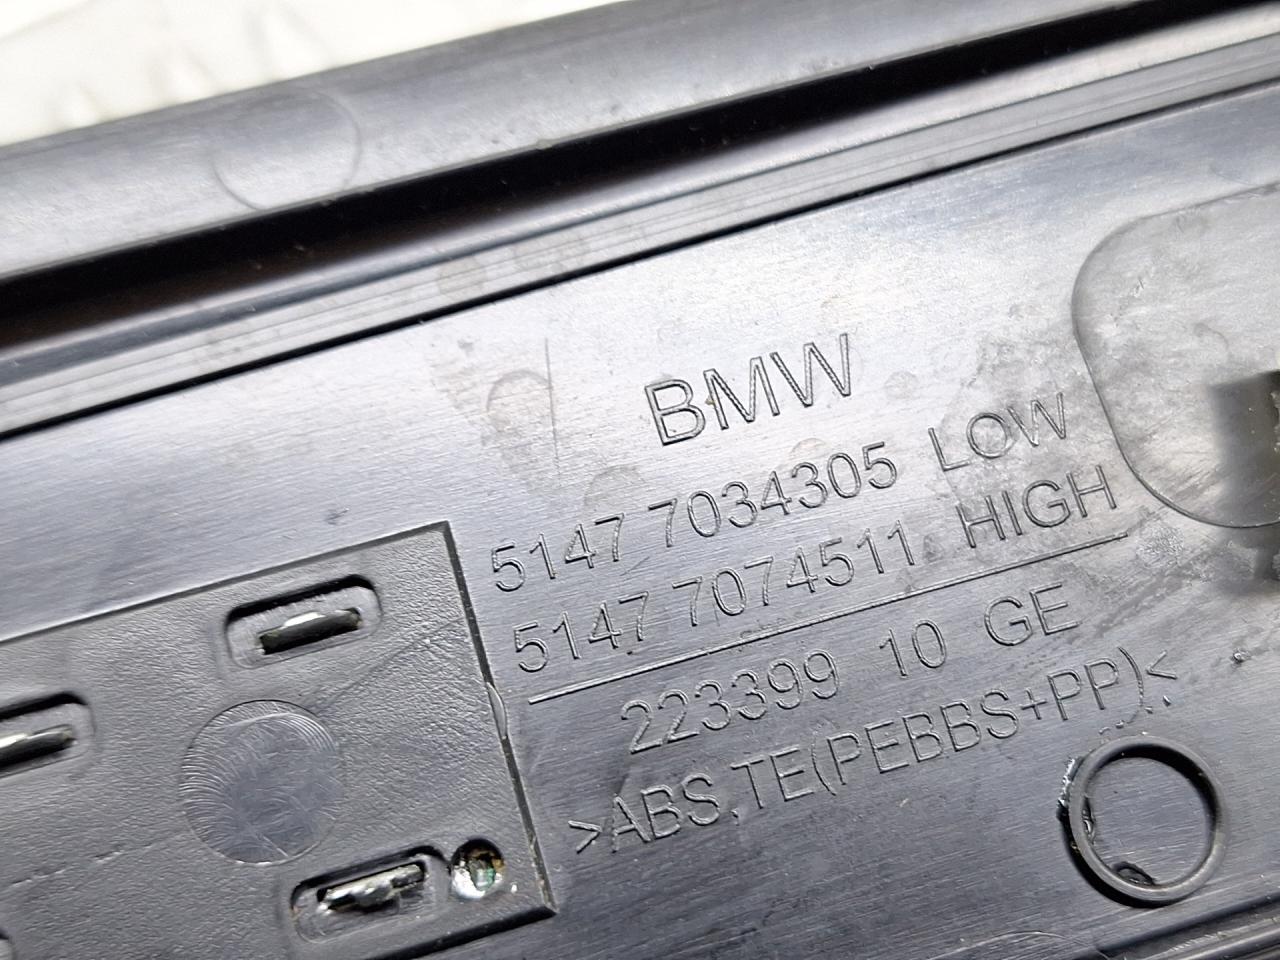 BMW
5147 7034305 LOW
5147 7074511 HIGH
223399 10 GE
>ABS,TE(PEBBS+PP)<